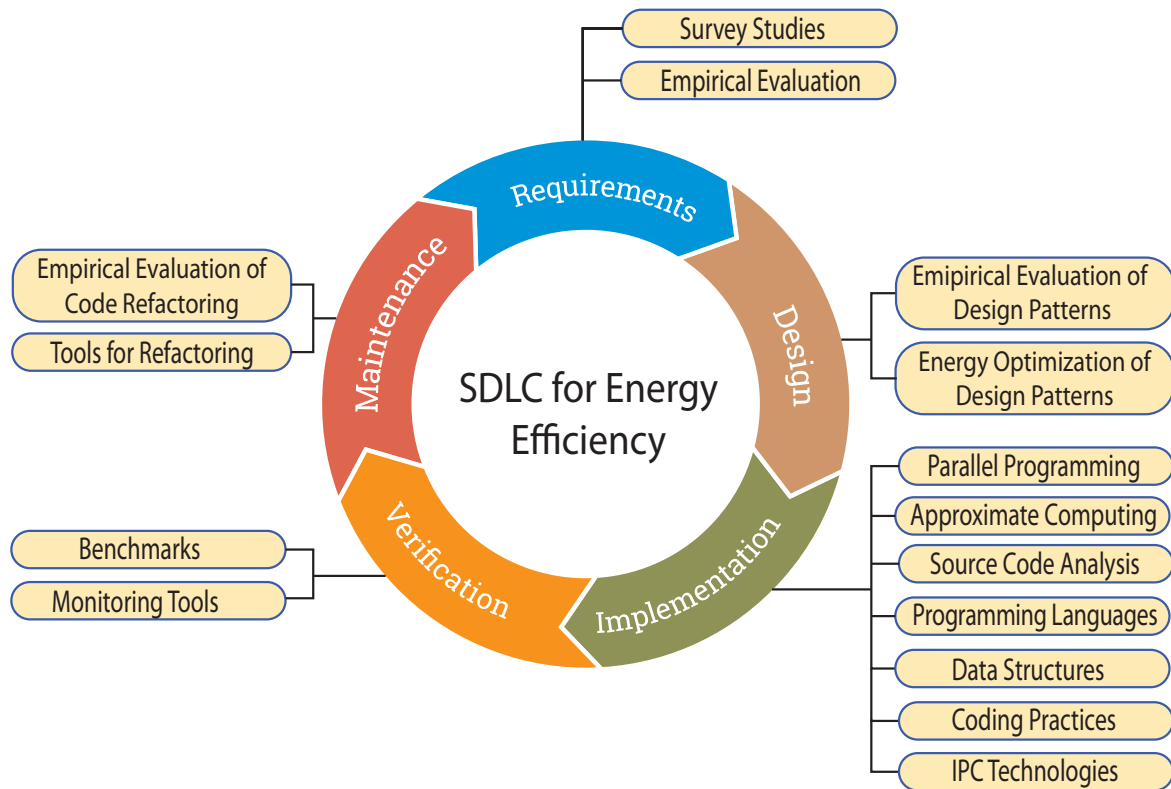 Survey Studies
Empirical Evaluation
Requirements
Design
Emipirical Evaluation of
Design Patterns
Energy Optimization of
Design Patterns
Implementation
Parallel Programming
Approximate Computing
Source Code Analysis
Programming Languages
Data Structures
Coding Practices
IPC Technologies
Verification
Benchmarks
Monitoring Tools
Maintenance
Empirical Evaluation of
Code Refactoring
Tools for Refactoring
SDLC for Energy
Efficiency